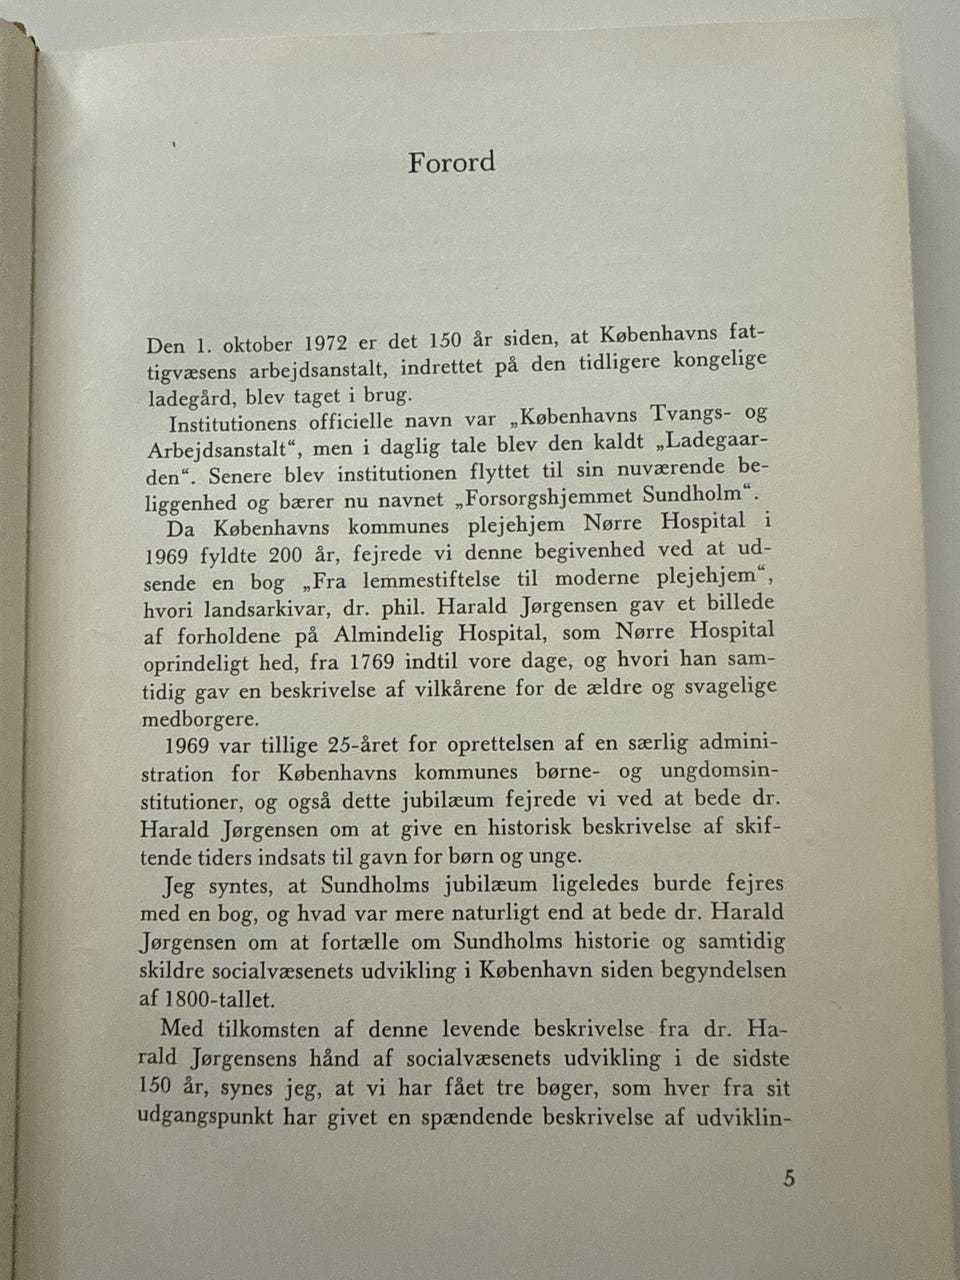 Forord
Den 1. oktober 1972 er det 150 år siden, at Københavns fat-
tigvæsens arbejdsanstalt, indrettet på den tidligere kongelige
ladegård, blev taget i brug.
Institutionens officielle navn var „Københavns Tvangs- og
Arbejdsanstalt“, men i daglig tale blev den kaldt „Ladegaar-
den“. Senere blev institutionen flyttet til sin nuværende be-
liggenhed og bærer nu navnet „Forsorgshjemmet Sundholm“.
Da Københavns kommunes plejehjem Nørre Hospital i
1969 fyldte 200 år, fejrede vi denne begivenhed ved at ud-
sende en bog „Fra lemmestiftelse til moderne plejehjem“,
hvori landsarkivar, dr. phil. Harald Jørgensen gav et billede
af forholdene på Almindelig Hospital, som Nørre Hospital
oprindeligt hed, fra 1769 indtil vore dage, og hvori han sam-
tidig gav en beskrivelse af vilkårene for de ældre og svagelige
medborgere.
1969 var tillige 25-året for oprettelsen af en særlig admini-
stration for Københavns kommunes børne- og ungdomsin-
stitutioner, og også dette jubilæum fejrede vi ved at bede dr.
Harald Jørgensen om at give en historisk beskrivelse af skif-
tende tiders indsats til gavn for børn og unge.
Jeg syntes, at Sundholms jubilæum ligeledes burde fejres
med en bog, og hvad var mere naturligt end at bede dr. Harald
Jørgensen om at fortælle om Sundholms historie og samtidig
skildre socialvæsenets udvikling i København siden begyndelsen
af 1800-tallet.
Med tilkomsten af denne levende beskrivelse fra dr. Ha-
rald Jørgensens hånd af socialvæsenets udvikling i de sidste
150 år, synes jeg, at vi har fået tre bøger, som hver fra sit
udgangspunkt har givet en spændende beskrivelse af udviklin-
5